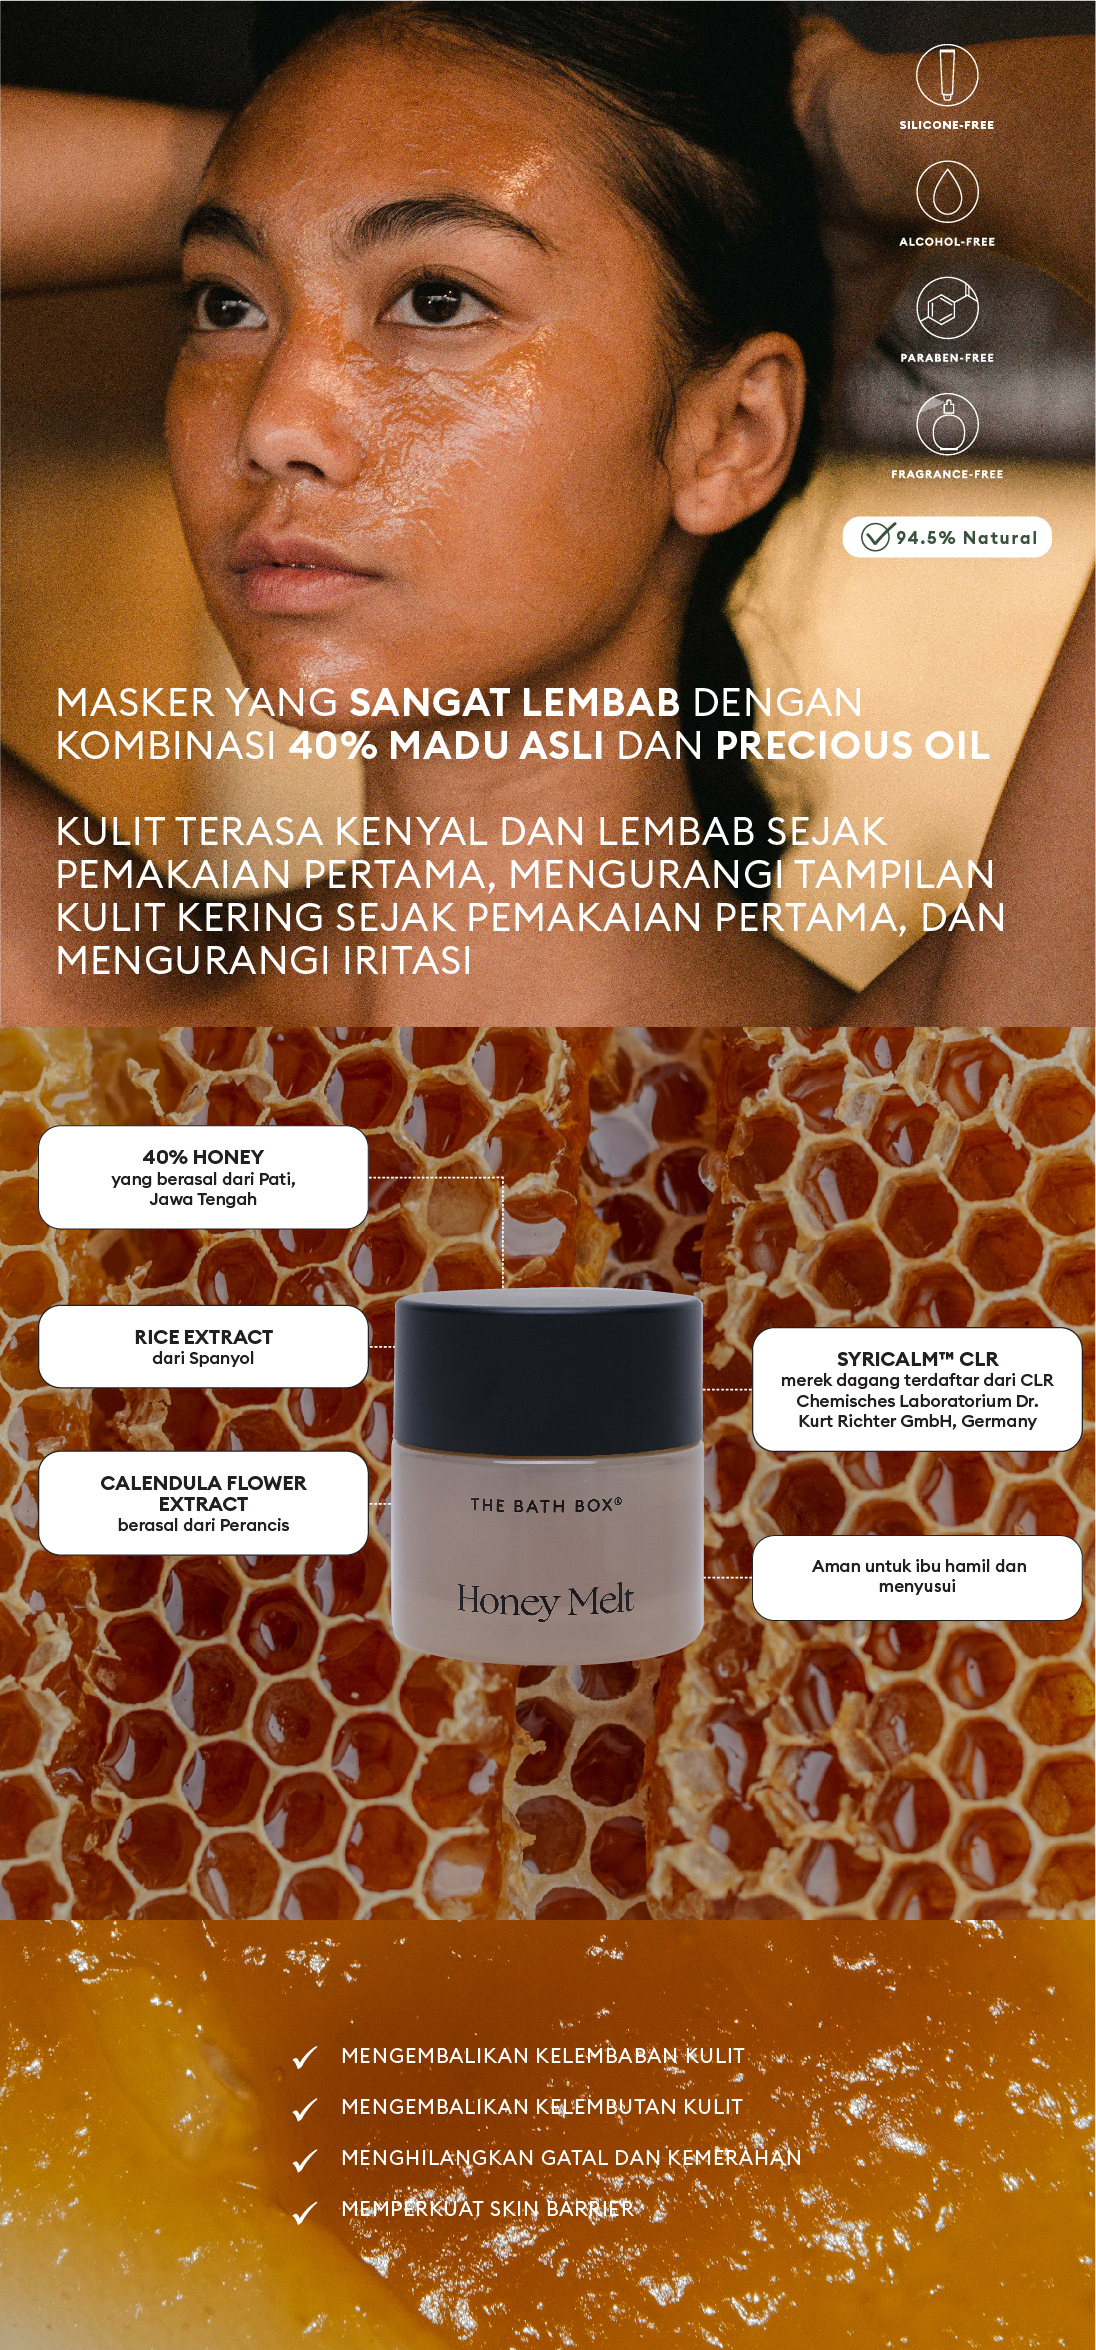 SILICONE-FREE
ALCOHOL-FREE
PARABEN-FREE
FRAGRANCE-FREE
94.5% Natural
MASKER YANG SANGAT LEMBAB DENGAN
KOMBINASI 40% MADU ASLI DAN PRECIOUS OIL
KULIT TERASA KENYAL DAN LEMBAB SEJAK
PEMAKAIAN PERTAMA, MENGURANGI TAMPILAN
KULIT KERING SEJAK PEMAKAIAN PERTAMA, DAN
MENGURANGI IRITASI
40% HONEY
yang berasal dari Pati,
Jawa Tengah
RICE EXTRACT
dari Spanyol
CALENDULA FLOWER
EXTRACT
berasal dari Perancis
THE BATH BOX®
Honey Melt
SYRICALM™ CLR
merek dagang terdaftar dari CLR
Chemisches Laboratorium Dr.
Kurt Richter GmbH, Germany
Aman untuk ibu hamil dan
menyusui
MENGEMBALIKAN KELEMBABAN KULIT
MENGEMBALIKAN KELEMBUTAN KULIT
MENGHILANGKAN GATAL DAN KEMERAHAN
MEMPERKUAT SKIN BARRIER